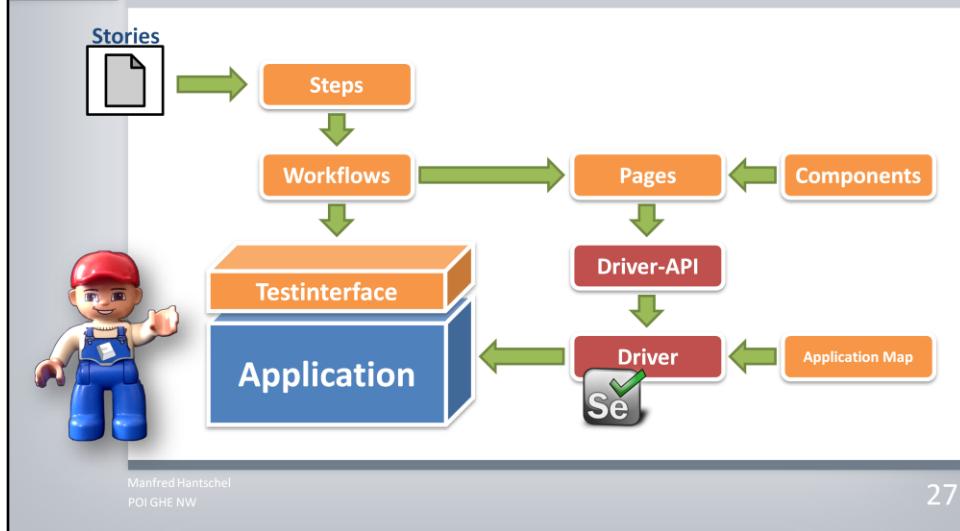 Stories
Steps
Workflows
Pages
Components
Testinterface
Driver-API
Application
Driver
Application Map
Se
Manfred Hantschel
POI GHE NW
27